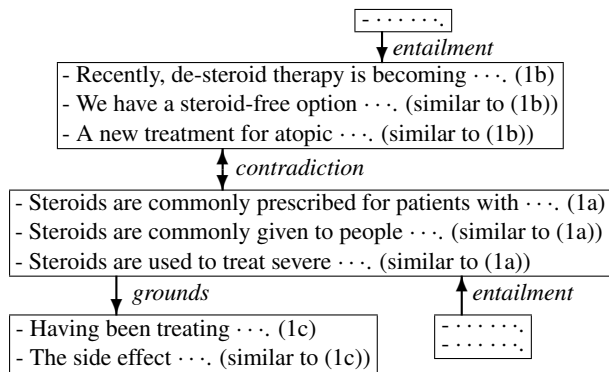 - · · · · · ·.
entailment
- Recently, de-steroid therapy is becoming · · ·. (1b)
- We have a steroid-free option · · ·. (similar to (1b))
- A new treatment for atopic · · ·. (similar to (1b))
contradiction
- Steroids are commonly prescribed for patients with · · ·. (1a)
- Steroids are commonly given to people · · ·. (similar to (1a))
- Steroids are used to treat severe · · ·. (similar to (1a))
grounds
entailment
- Having been treating · · ·. (1c)
- The side effect · · ·. (similar to (1c))
- · · · · · ·.
- · · · · · ·.